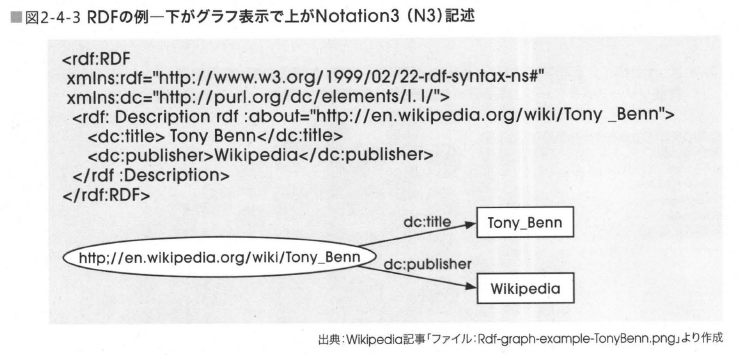 ■図2-4-3 RDFの例―下がグラフ表示で上がNotation3（N3）記述
<rdf:RDF
xmlns:rdf="http://www.w3.org/1999/02/22-rdf-syntax-ns#"
xmlns:dc="http://purl.org/dc/elements/l. l/">
<rdf: Description rdf :about="http://en.wikipedia.org/wiki/Tony _Benn">
<dc:title> Tony Benn</dc:title>
<dc:publisher>Wikipedia</dc:publisher>
</rdf :Description>
</rdf:RDF>
dc:title
Tony_Benn
http;//en.wikipedia.org/wiki/Tony_Benn
dc:publisher
Wikipedia
出典：Wikipedia記事「ファイル：Rdf-graph-example-TonyBenn.png」より作成